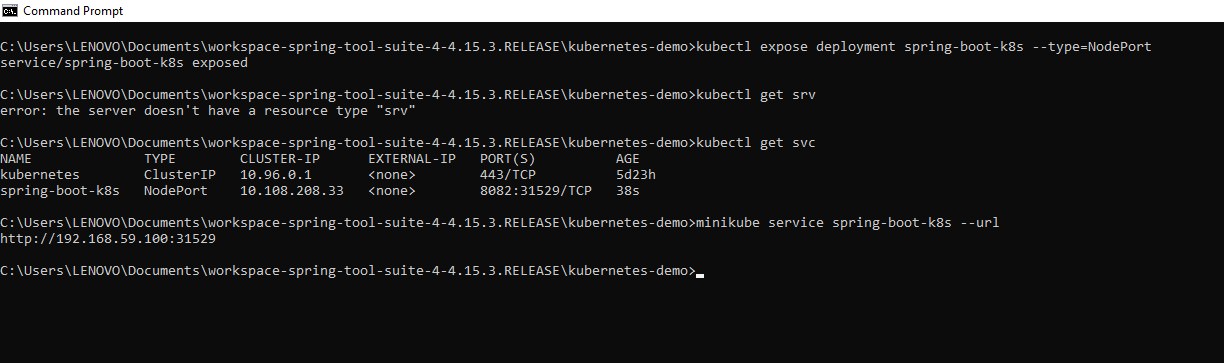 Command Prompt
C:\Users\LENOVO\Documents\workspace-spring-tool-suite-4-4.15.3.RELEASE\kubernetes-demo>kubectl expose deployment spring-boot-k8s --type=NodePort
service/spring-boot-k8s exposed
C:\Users\LENOVO\Documents\workspace-spring-tool-suite-4-4.15.3.RELEASE\kubernetes-demo>kubectl get srv
error: the server doesn't have a resource type "srv"
C:\Users\LENOVO\Documents\workspace-spring-tool-suite-4-4.15.3.RELEASE\kubernetes-demo>kubectl get svc
NAME              TYPE        CLUSTER-IP      EXTERNAL-IP   PORT(S)          AGE
kubernetes        ClusterIP   10.96.0.1       <none>        443/TCP          5d23h
spring-boot-k8s   NodePort    10.108.208.33   <none>        8082:31529/TCP   38s
C:\Users\LENOVO\Documents\workspace-spring-tool-suite-4-4.15.3.RELEASE\kubernetes-demo>minikube service spring-boot-k8s --url
http://192.168.59.100:31529
C:\Users\LENOVO\Documents\workspace-spring-tool-suite-4-4.15.3.RELEASE\kubernetes-demo>